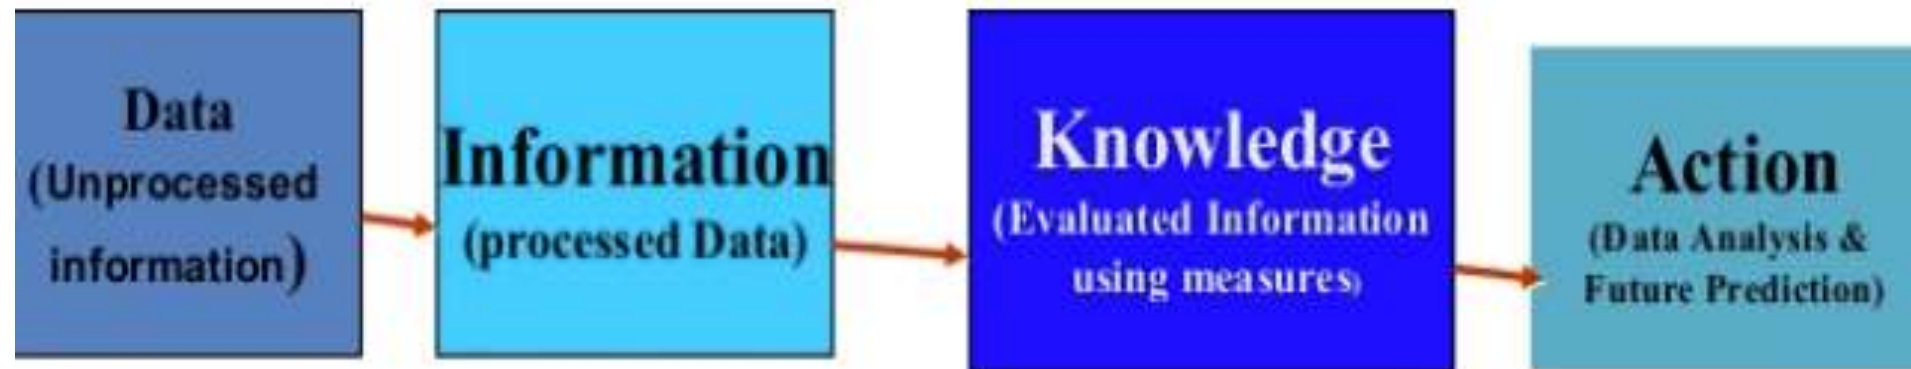 Data
(Unprocessed
information)
Information
(processed Data)
Knowledge
(Evaluated Information
using measures)
Action
(Data Analysis &
Future Prediction)